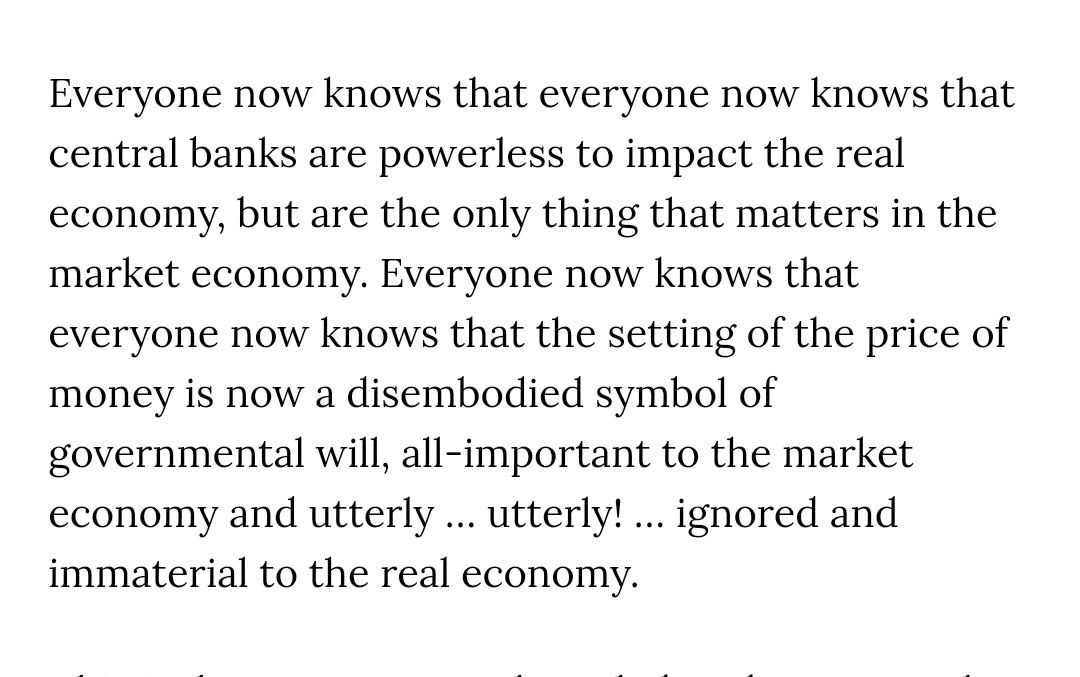 Everyone now knows that everyone now knows that
central banks are powerless to impact the real
economy, but are the only thing that matters in the
market economy. Everyone now knows that
everyone now knows that the setting of the price of
money is now a disembodied symbol of
governmental will, all-important to the market
economy and utterly … utterly! … ignored and
immaterial to the real economy.